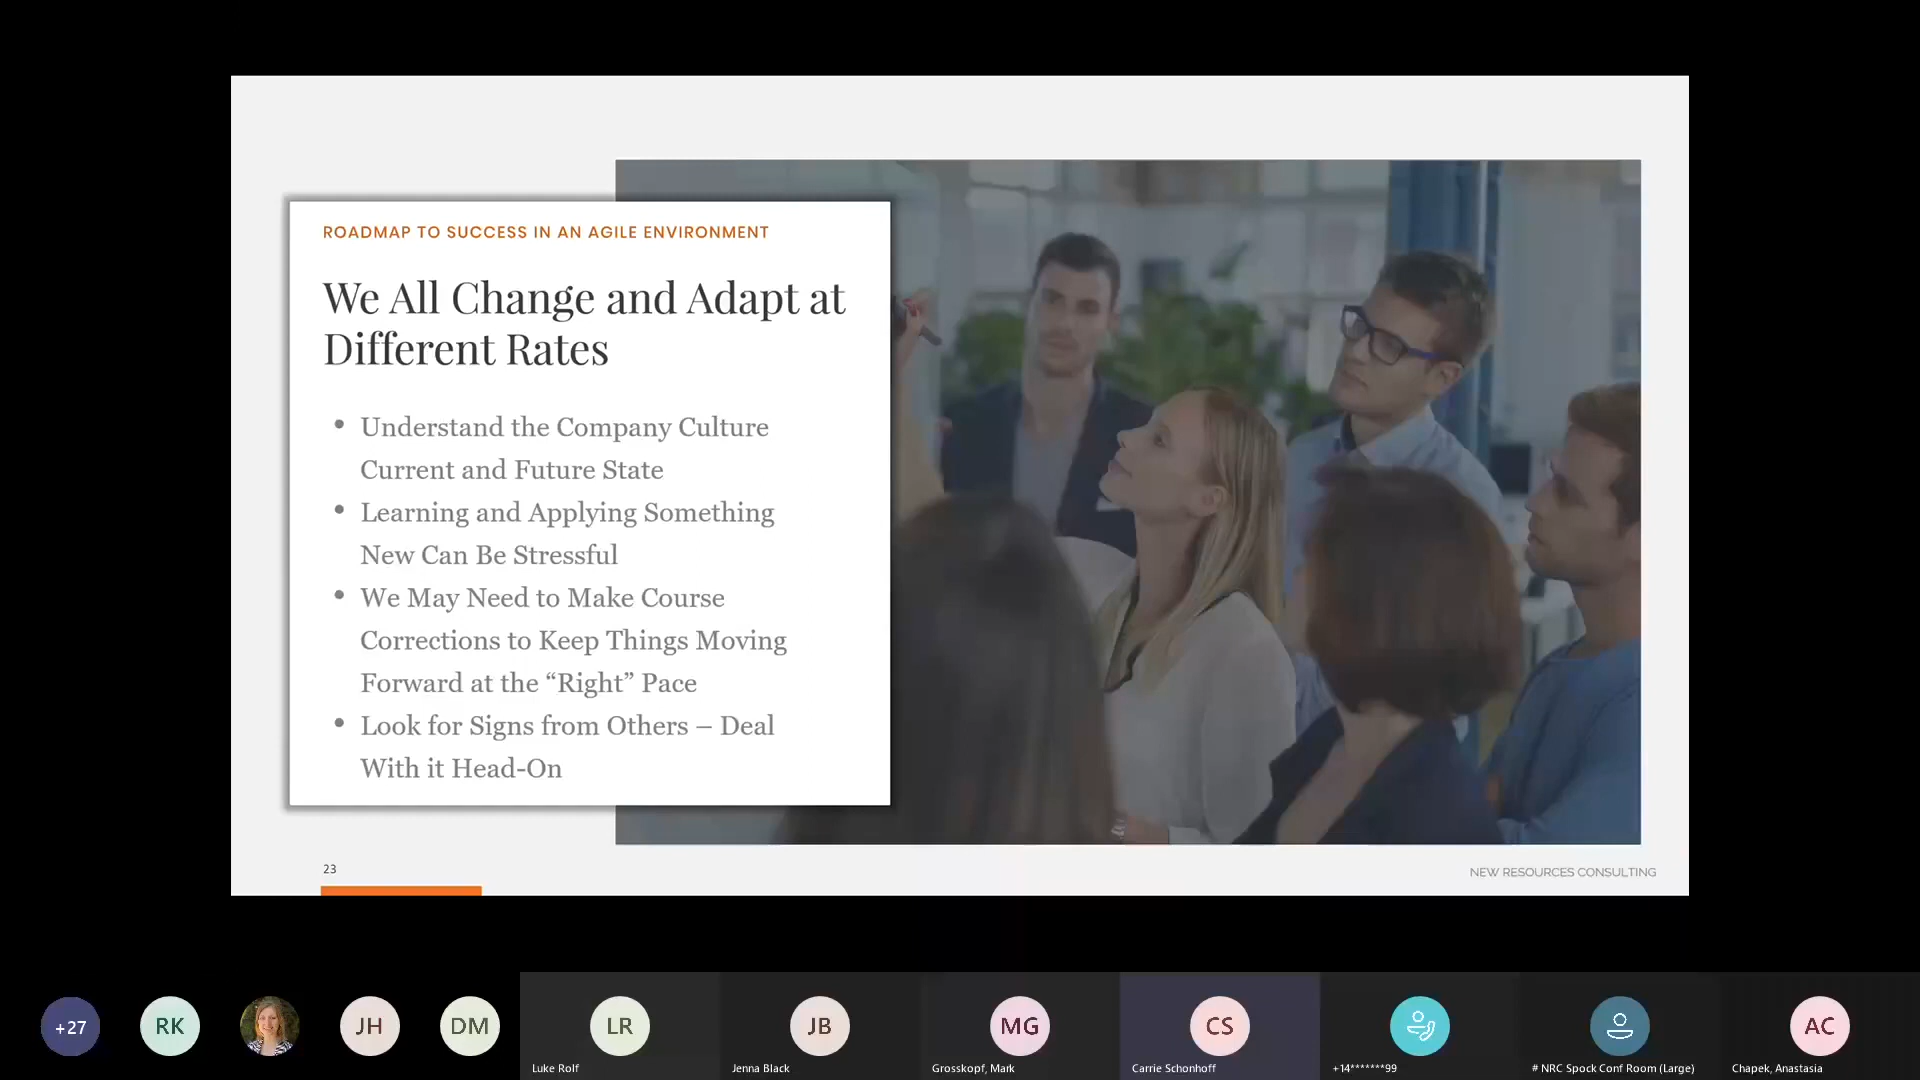 ROADMAP TO SUCCESS IN AN AGILE ENVIRONMENT
We All Change and Adapt at
Different Rates
• Understand the Company Culture
Current and Future State
• Learning and Applying Something
New Can Be Stressful
• We May Need to Make Course
Corrections to Keep Things Moving
Forward at the “Right” Pace
• Look for Signs from Others – Deal
With it Head-On
23
NEW RESOURCES CONSULTING
+27
RK
JH
DM
LR
JB
MG
CS
AC
Luke Rolf
Jenna Black
Grosskopf, Mark
Carrie Schonhoff
+14*******99
# NRC Spock Conf Room (Large)
Chapek, Anastasia